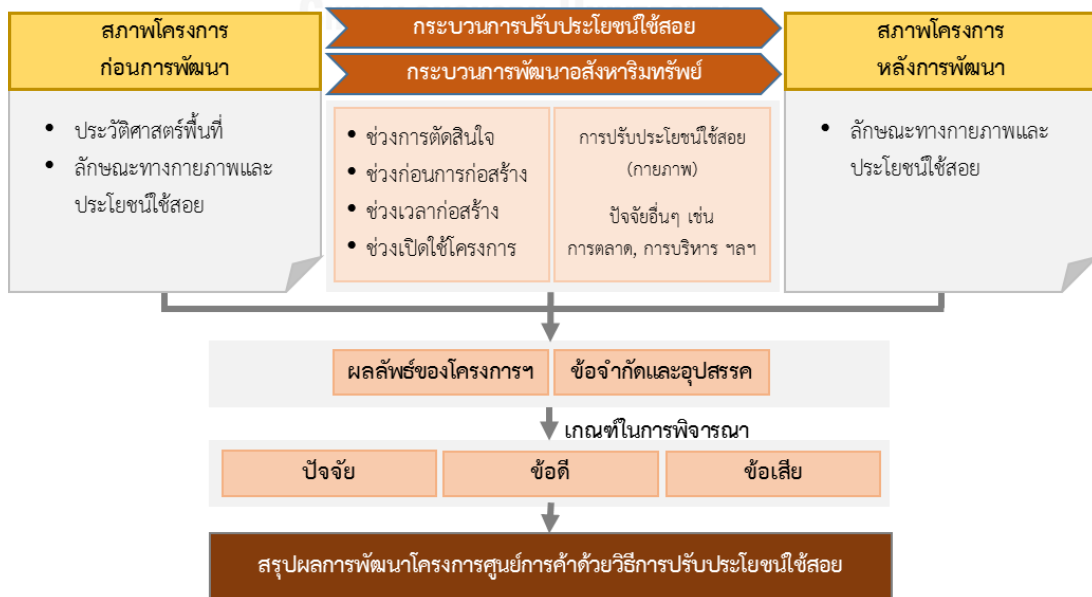 สภาพโครงการ
ก่อนการพัฒนา
• ประวัติศาสตร์พื้นที่
• ลักษณะทางกายภาพและ
ประโยชน์ใช้สอย
กระบวนการปรับประโยชน์ใช้สอย
กระบวนการพัฒนาอสังหาริมทรัพย์
• ช่วงการตัดสินใจ
• ช่วงก่อนการก่อสร้าง
• ช่วงเวลาก่อสร้าง
• ช่วงเปิดใช้โครงการ
การปรับประโยชน์ใช้สอย
(กายภาพ)
ปัจจัยอื่นๆ เช่น
การตลาด, การบริหาร ฯลฯ
สภาพโครงการ
หลังการพัฒนา
• ลักษณะทางกายภาพและ
ประโยชน์ใช้สอย
ผลลัพธ์ของโครงการฯ
ข้อจำกัดและอุปสรรค
เกณฑ์ในการพิจารณา
ปัจจัย
ข้อดี
ข้อเสีย
สรุปผลการพัฒนาโครงการศูนย์การค้าด้วยวิธีการปรับประโยชน์ใช้สอย